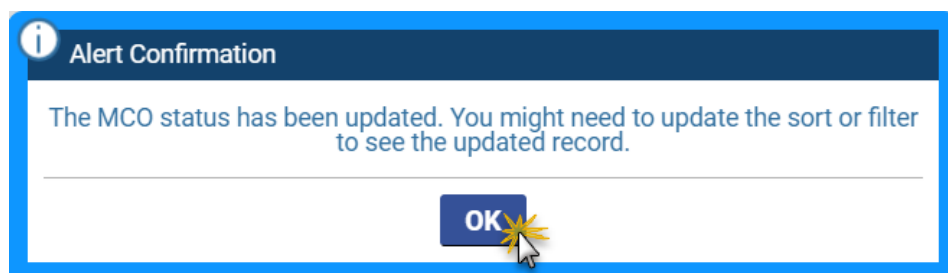 Alert Confirmation
The MCO status has been updated. You might need to update the sort or filter
to see the updated record.
OK